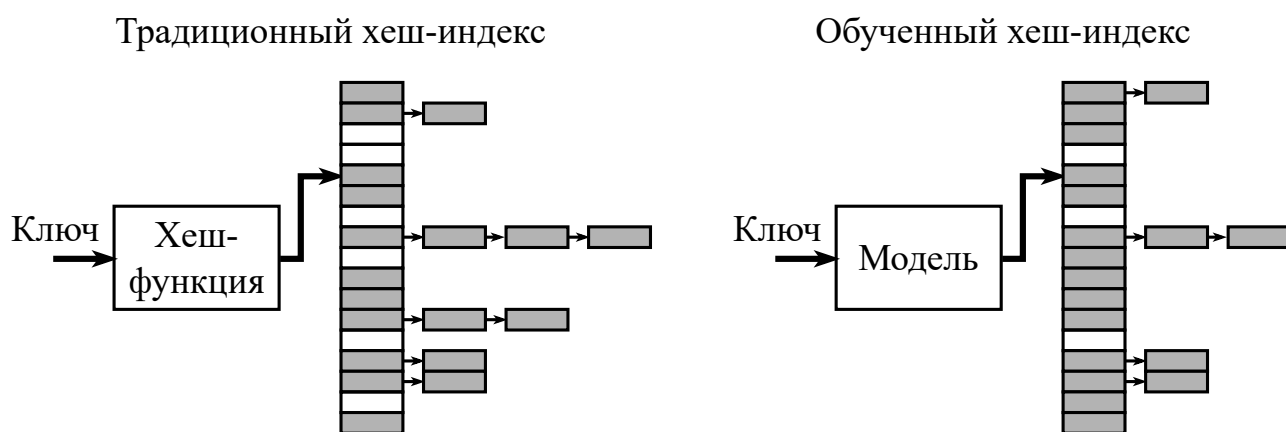 Традиционный хеш-индекс
Обученный хеш-индекс
Ключ
Хеш-
функция
Ключ
Модель